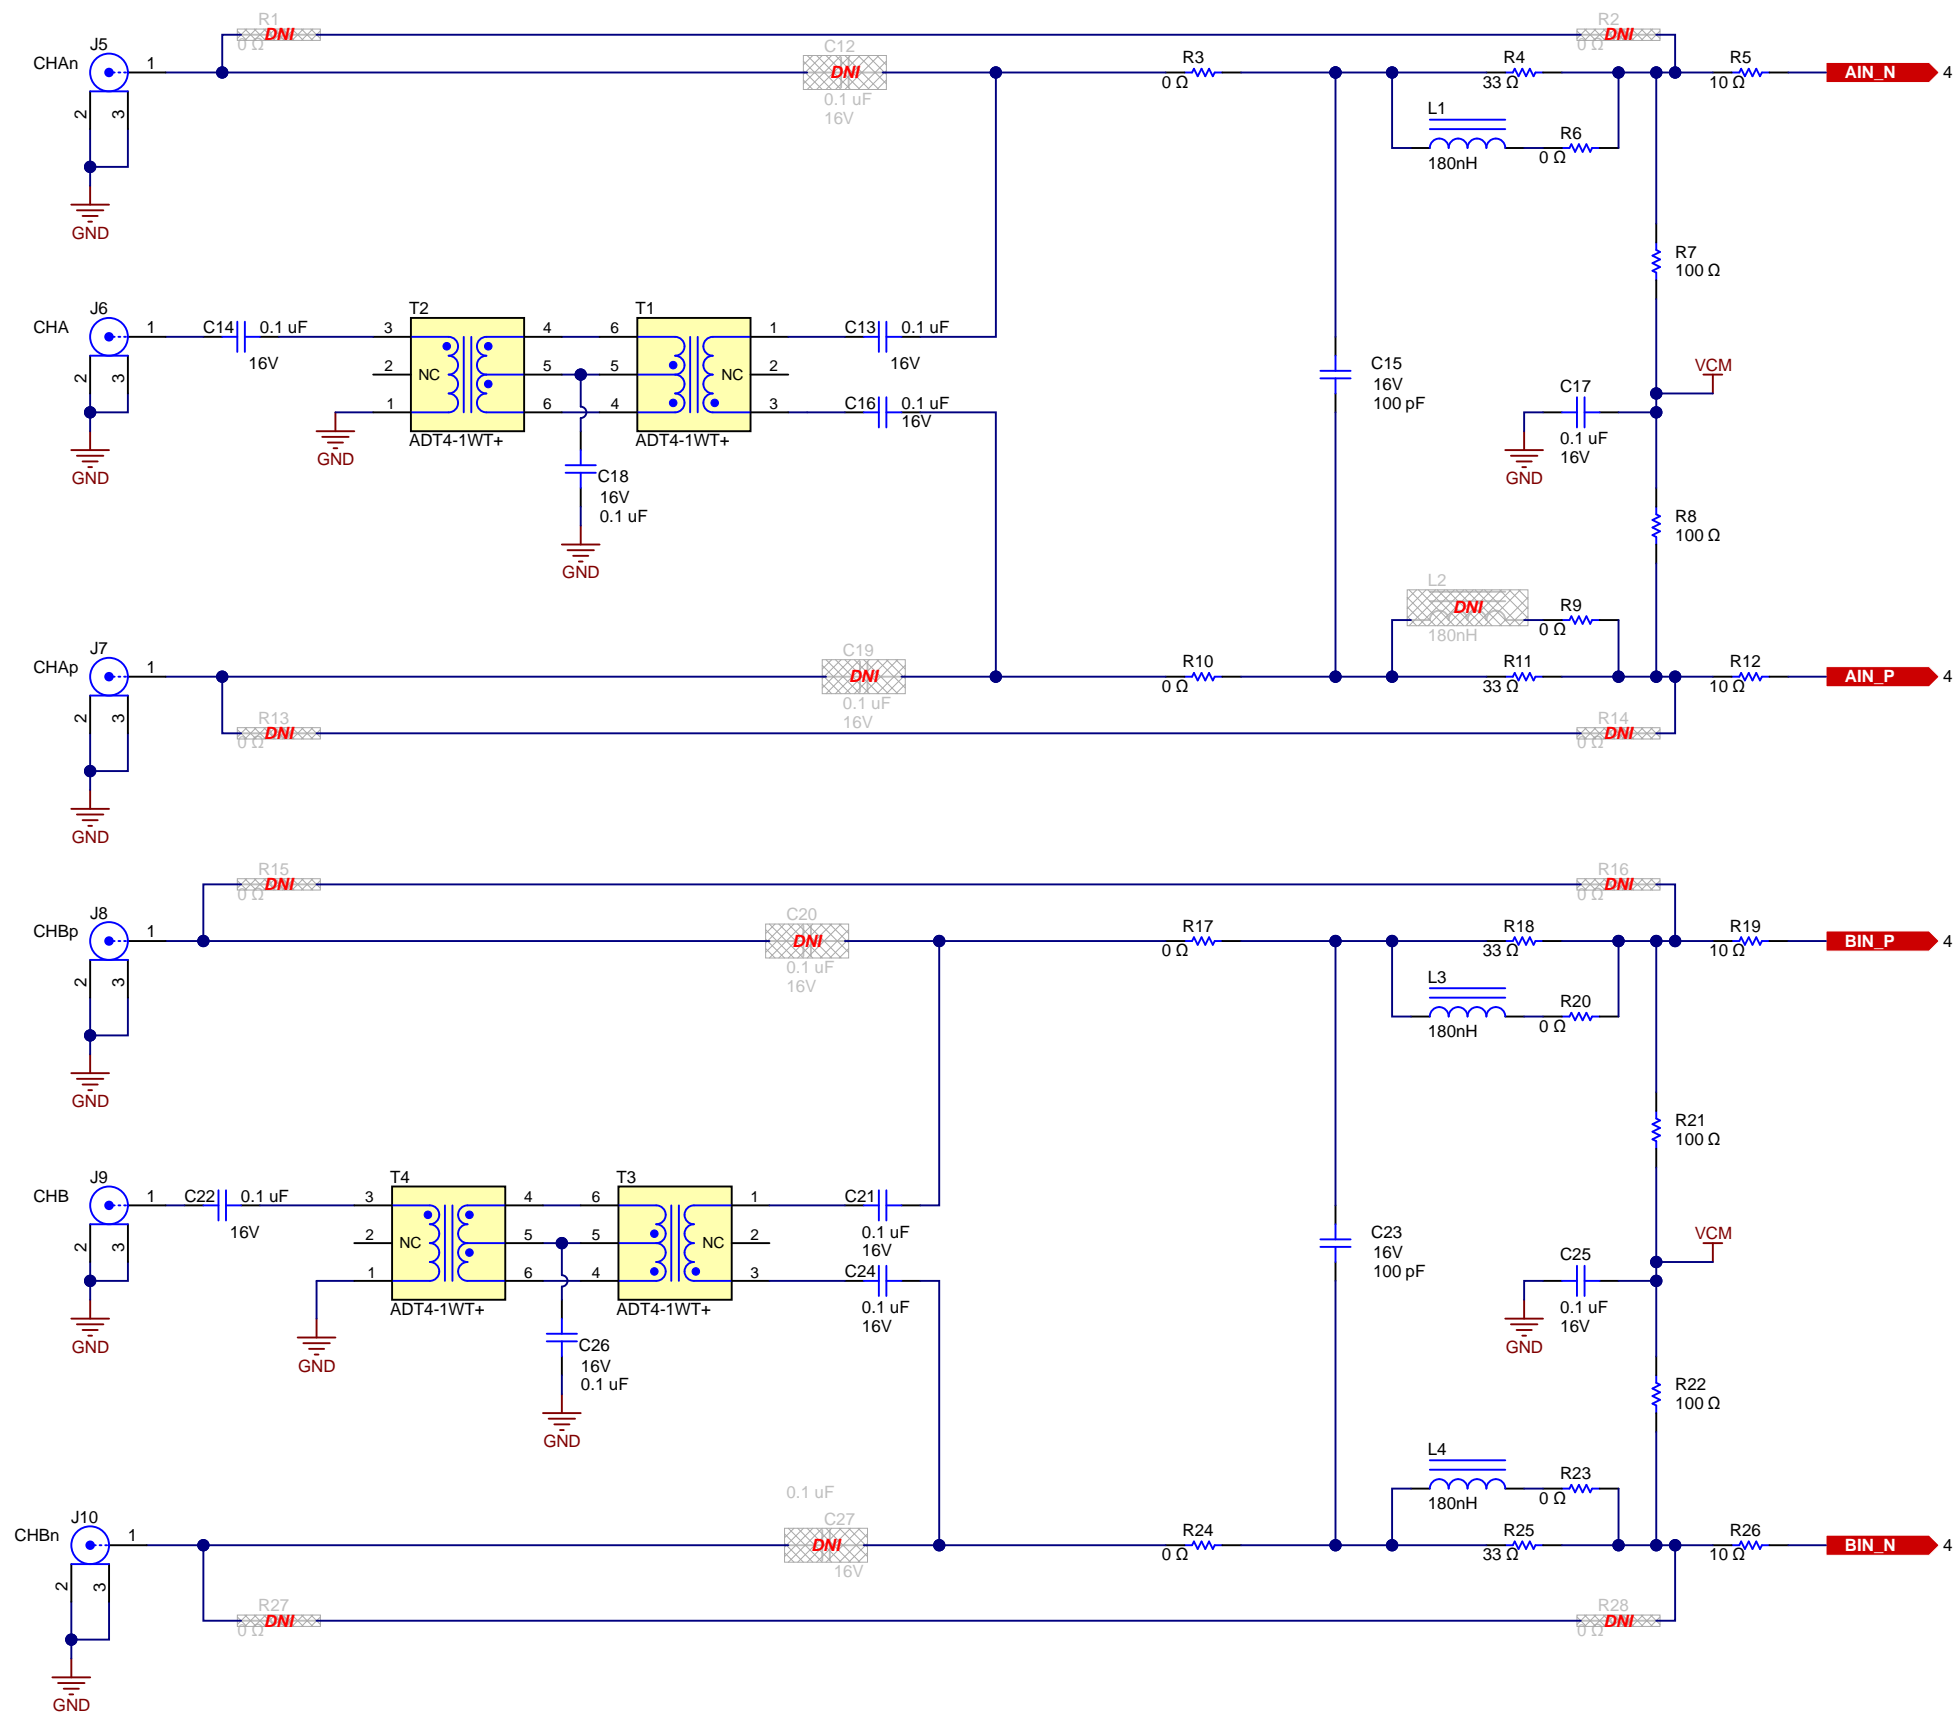 R1
DNI
0 Ω
R2
DNI
0 Ω
J5
CHAn
1
2
3
GND
C12
DNI
0.1 uF
16V
R3
0 Ω
R4
33 Ω
L1
180nH
R6
0 Ω
R5
10 Ω
AIN_N
4
R7
100 Ω
J6
CHA
1
2
3
GND
C14
0.1 uF
16V
T2
3
2
1
NC
4
5
6
ADT4-1WT+
GND
T1
6
5
4
NC
1
2
3
ADT4-1WT+
C13
0.1 uF
16V
C16
0.1 uF
16V
C18
16V
0.1 uF
GND
C15
16V
100 pF
VCM
C17
0.1 uF
16V
GND
R8
100 Ω
J7
CHAp
1
2
3
GND
C19
DNI
0.1 uF
16V
R10
0 Ω
L2
DNI
180nH
R9
0 Ω
R11
33 Ω
R12
10 Ω
AIN_P
4
R13
DNI
0 Ω
R14
DNI
0 Ω
R15
DNI
0 Ω
R16
DNI
0 Ω
J8
CHBp
1
2
3
GND
C20
DNI
0.1 uF
16V
R17
0 Ω
R18
33 Ω
L3
180nH
R20
0 Ω
R19
10 Ω
BIN_P
4
R21
100 Ω
J9
CHB
1
2
3
GND
C22
0.1 uF
16V
T4
3
2
1
NC
4
5
6
ADT4-1WT+
GND
T3
6
5
4
NC
1
2
3
ADT4-1WT+
C21
0.1 uF
16V
C24
0.1 uF
16V
C26
16V
0.1 uF
GND
C23
16V
100 pF
VCM
C25
0.1 uF
16V
GND
R22
100 Ω
J10
CHBn
1
2
3
GND
0.1 uF
C27
DNI
16V
R24
0 Ω
L4
180nH
R23
0 Ω
R25
33 Ω
R26
10 Ω
BIN_N
4
R27
DNI
0 Ω
R28
DNI
0 Ω